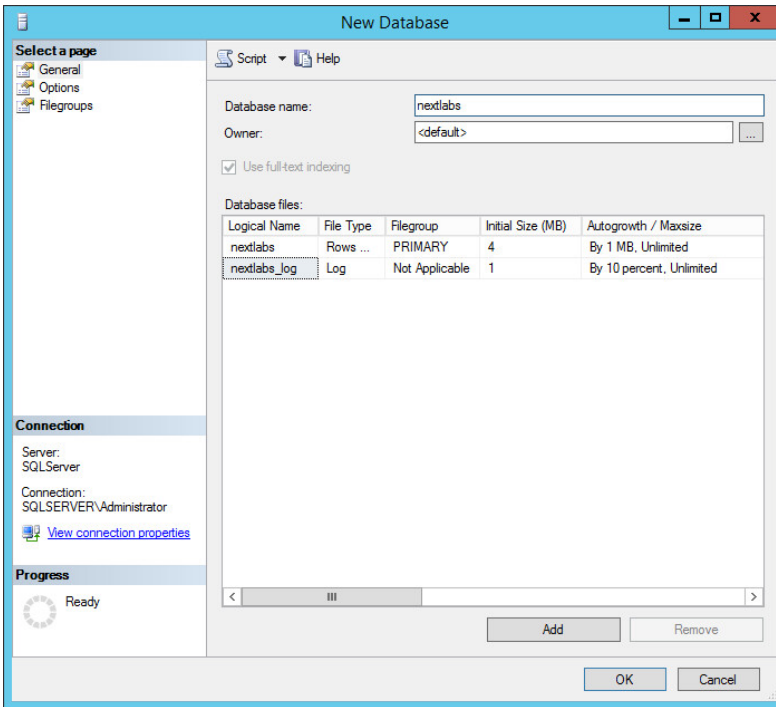 New Database
Select a page
General
Options
Filegroups
Script Help
Database name: nextlabs
Owner: <default> ...
Use full-text indexing
Database files:
Logical Name File Type Filegroup Initial Size (MB) Autogrowth / Maxsize
nextlabs Rows ... PRIMARY 4 By 1 MB, Unlimited
nextlabs_log Log Not Applicable 1 By 10 percent, Unlimited
Connection
Server:
SQLServer
Connection:
SQLSERVER\Administrator
View connection properties
Progress
Ready
Add Remove
OK Cancel